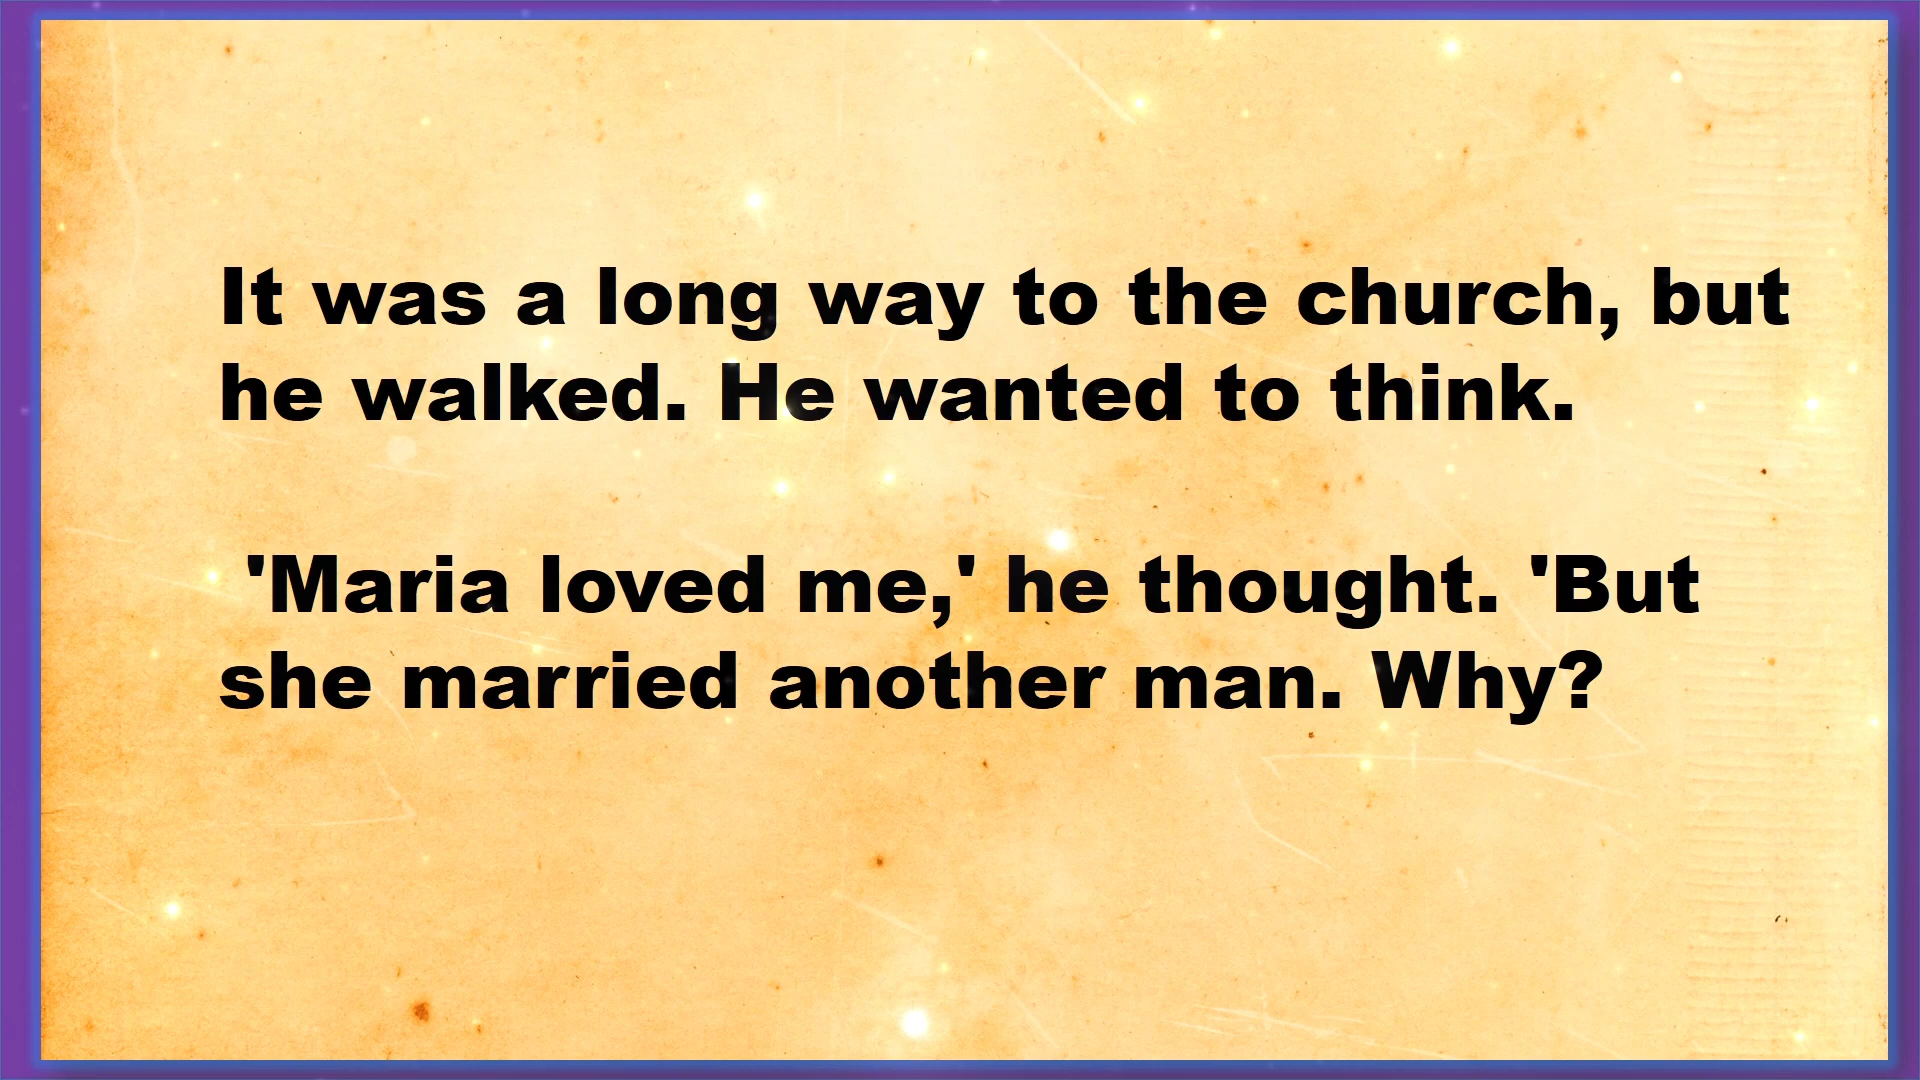 It was a long way to the church, but
he walked. He wanted to think.
'Maria loved me,' he thought. 'But
she married another man. Why?